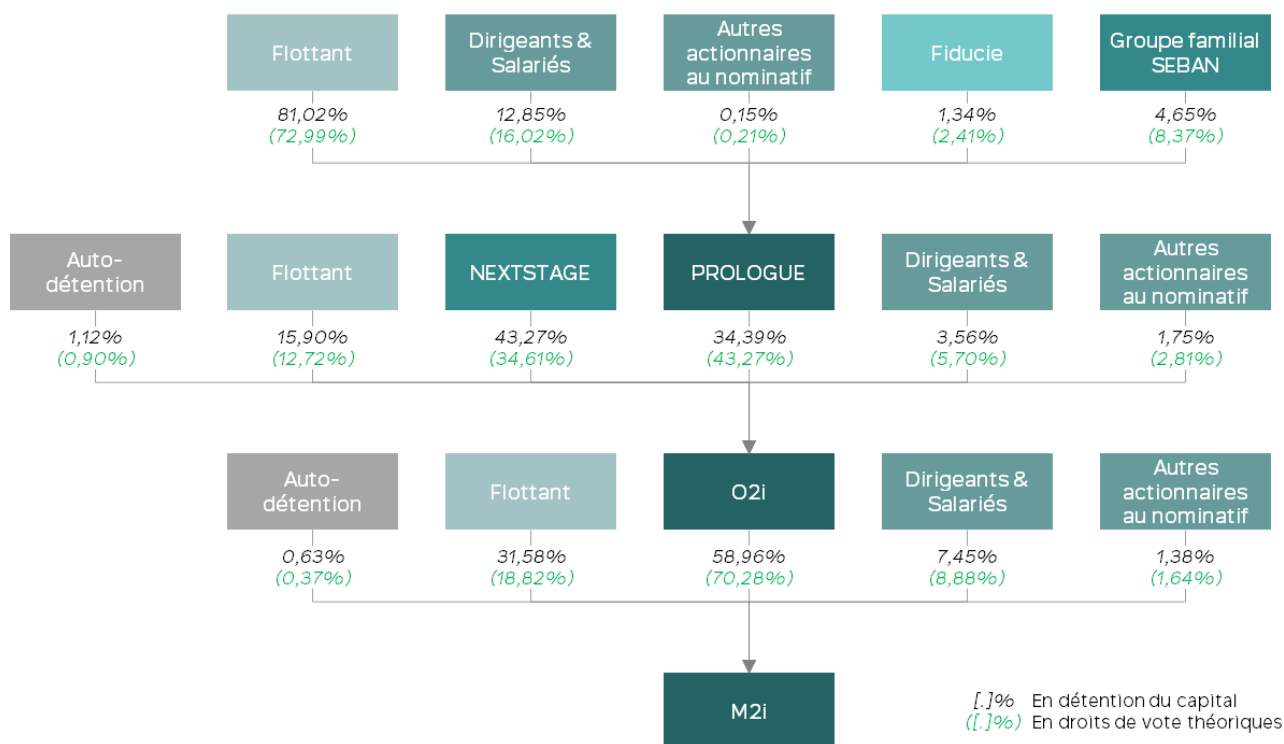 Flottant
Dirigeants &
Salariés
Autres
actionnaires
au nominatif
Fiducie
Groupe familial
SEBAN
81,02%
(72,99%)
12,85%
(16,02%)
0,15%
(0,21%)
1,34%
(2,41%)
4,65%
(8,37%)
Auto-
détention
Flottant
NEXTSTAGE
PROLOGUE
Dirigeants &
Salariés
Autres
actionnaires
au nominatif
1,12%
(0,90%)
15,90%
(12,72%)
43,27%
(34,61%)
34,39%
(43,27%)
3,56%
(5,70%)
1,75%
(2,81%)
Auto-
détention
Flottant
O2i
Dirigeants &
Salariés
Autres
actionnaires
au nominatif
0,63%
(0,37%)
31,58%
(18,82%)
58,96%
(70,28%)
7,45%
(8,88%)
1,38%
(1,64%)
M2i
[.]% En détention du capital
([.]%) En droits de vote théoriques